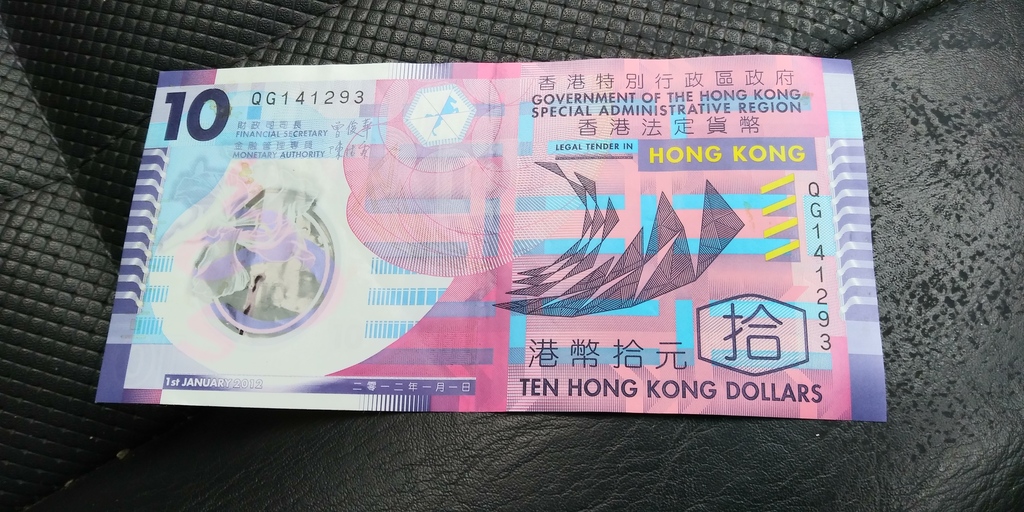 10 QG141293
財政司司長
FINANCIAL SECRETARY
金融管理專員
MONETARY AUTHORITY
香港特別行政區政府
GOVERNMENT OF THE HONG KONG
SPECIAL ADMINISTRATIVE REGION
香港法定貨幣
LEGAL TENDER IN HONG KONG
QG141293
港幣拾元 拾
TEN HONG KONG DOLLARS
1st JANUARY 2012 二零一二年一月一日